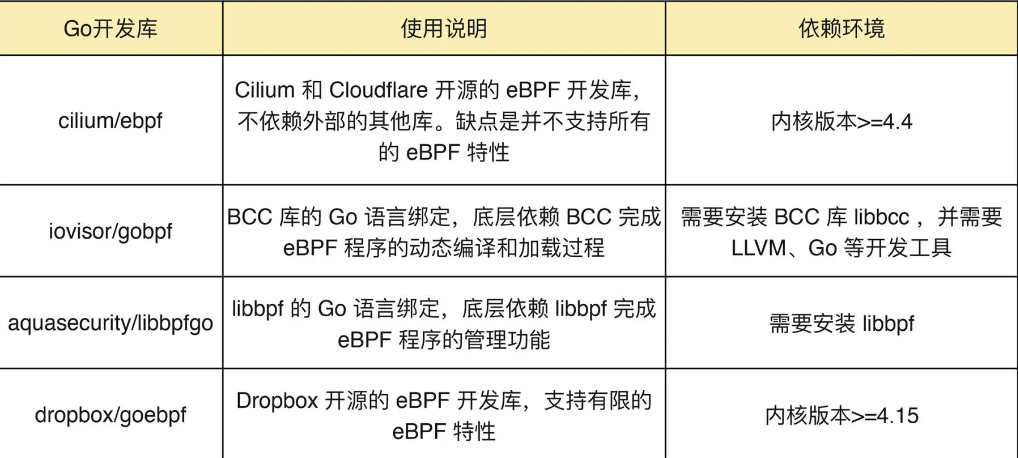 Go开发库
使用说明
依赖环境
cilium/ebpf
Cilium 和 Cloudflare 开源的 eBPF 开发库，
不依赖外部的其他库。缺点是并不支持所有
的 eBPF 特性
内核版本>=4.4
iovisor/gobpf
BCC 库的 Go 语言绑定，底层依赖 BCC 完成
eBPF 程序的动态编译和加载过程
需要安装 BCC 库 libbcc ，并需要
LLVM、Go 等开发工具
aquasecurity/libbpfgo
libbpf 的 Go 语言绑定，底层依赖 libbpf 完成
eBPF 程序的管理功能
需要安装 libbpf
dropbox/goebpf
Dropbox 开源的 eBPF 开发库，支持有限的
eBPF 特性
内核版本>=4.15